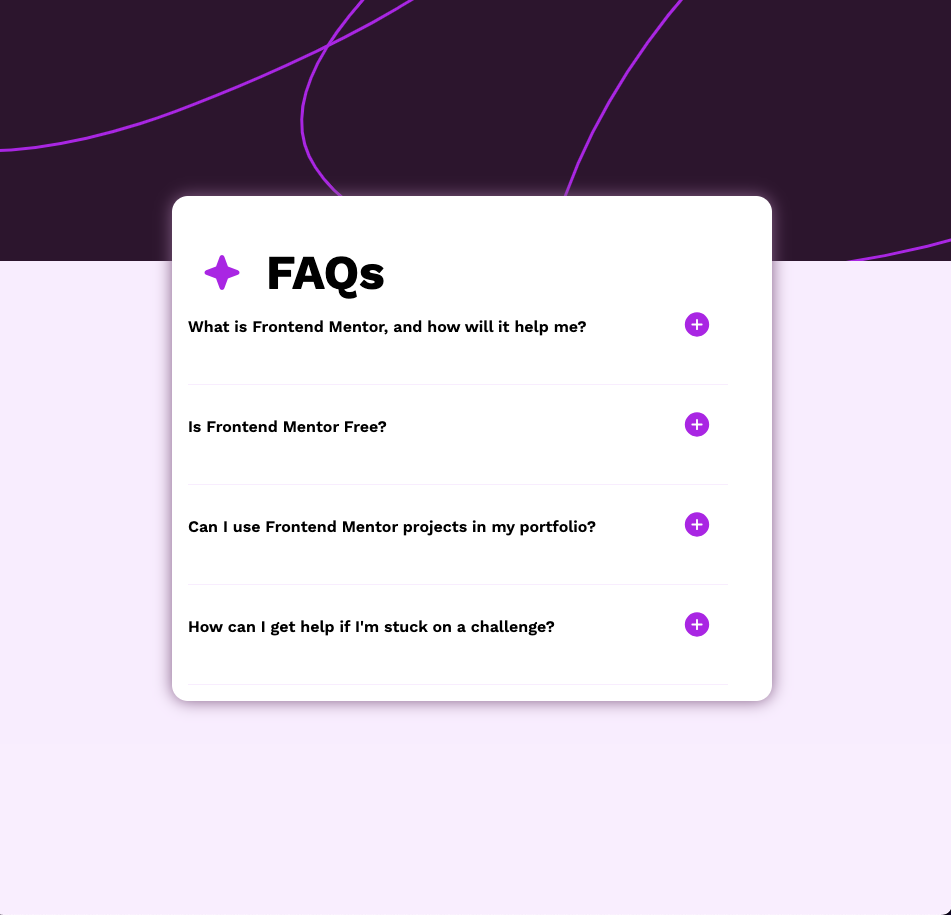 FAQs
What is Frontend Mentor, and how will it help me?
Is Frontend Mentor Free?
Can I use Frontend Mentor projects in my portfolio?
How can I get help if I'm stuck on a challenge?